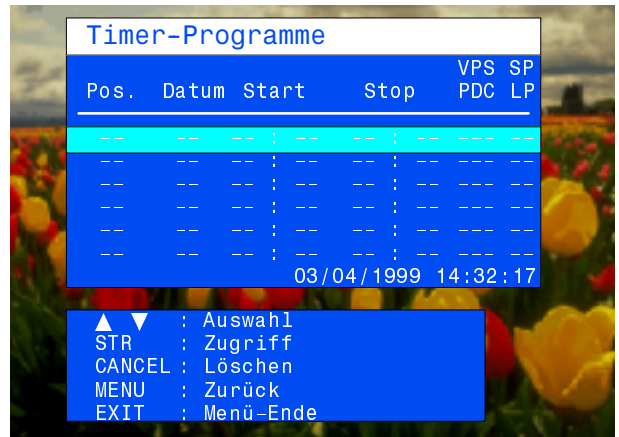 Timer-Programme
VPS SP
Pos. Datum Start Stop PDC LP
-- -- -- : -- -- : -- --- --
-- -- -- : -- -- : -- --- --
-- -- -- : -- -- : -- --- --
-- -- -- : -- -- : -- --- --
-- -- -- : -- -- : -- --- --
-- -- -- : -- -- : -- --- --
03/04/1999 14:32:17
▲ ▼ : Auswahl
STR : Zugriff
CANCEL : Löschen
MENU : Zurück
EXIT : Menü-Ende